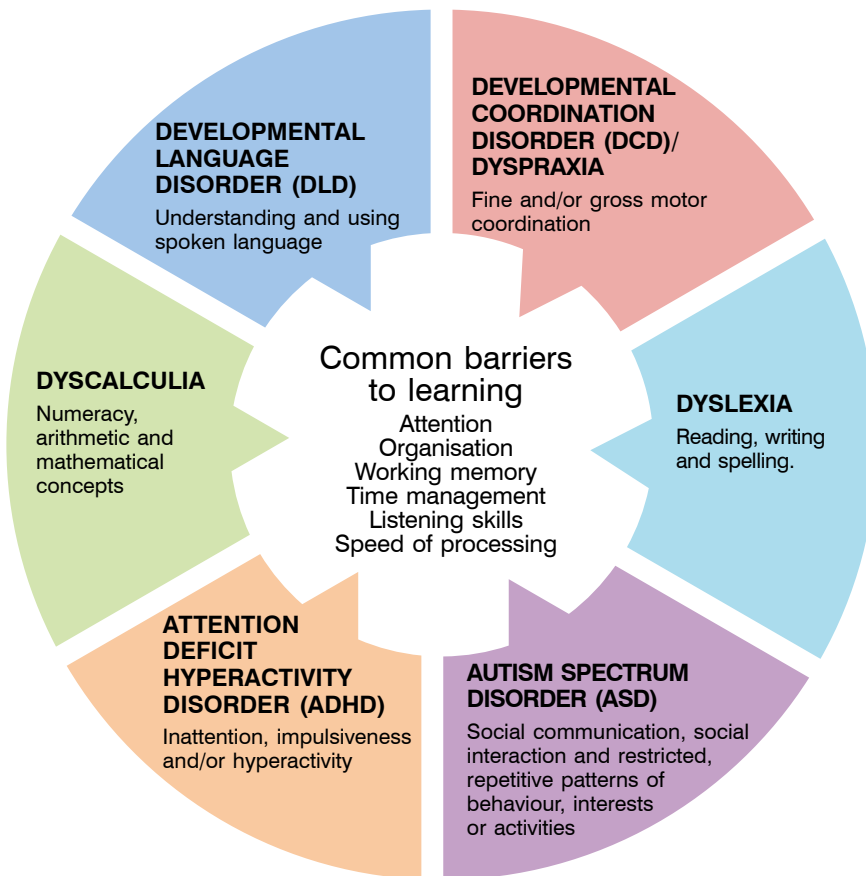 DEVELOPMENTAL
LANGUAGE
DISORDER (DLD)
Understanding and using
spoken language
DEVELOPMENTAL
COORDINATION
DISORDER (DCD)/
DYSPRAXIA
Fine and/or gross motor
coordination
DYSCALCULIA
Numeracy,
arithmetic and
mathematical
concepts
Common barriers
to learning
Attention
Organisation
Working memory
Time management
Listening skills
Speed of processing
DYSLEXIA
Reading, writing
and spelling.
ATTENTION
DEFICIT
HYPERACTIVITY
DISORDER (ADHD)
Inattention, impulsiveness
and/or hyperactivity
AUTISM SPECTRUM
DISORDER (ASD)
Social communication, social
interaction and restricted,
repetitive patterns of
behaviour, interests
or activities